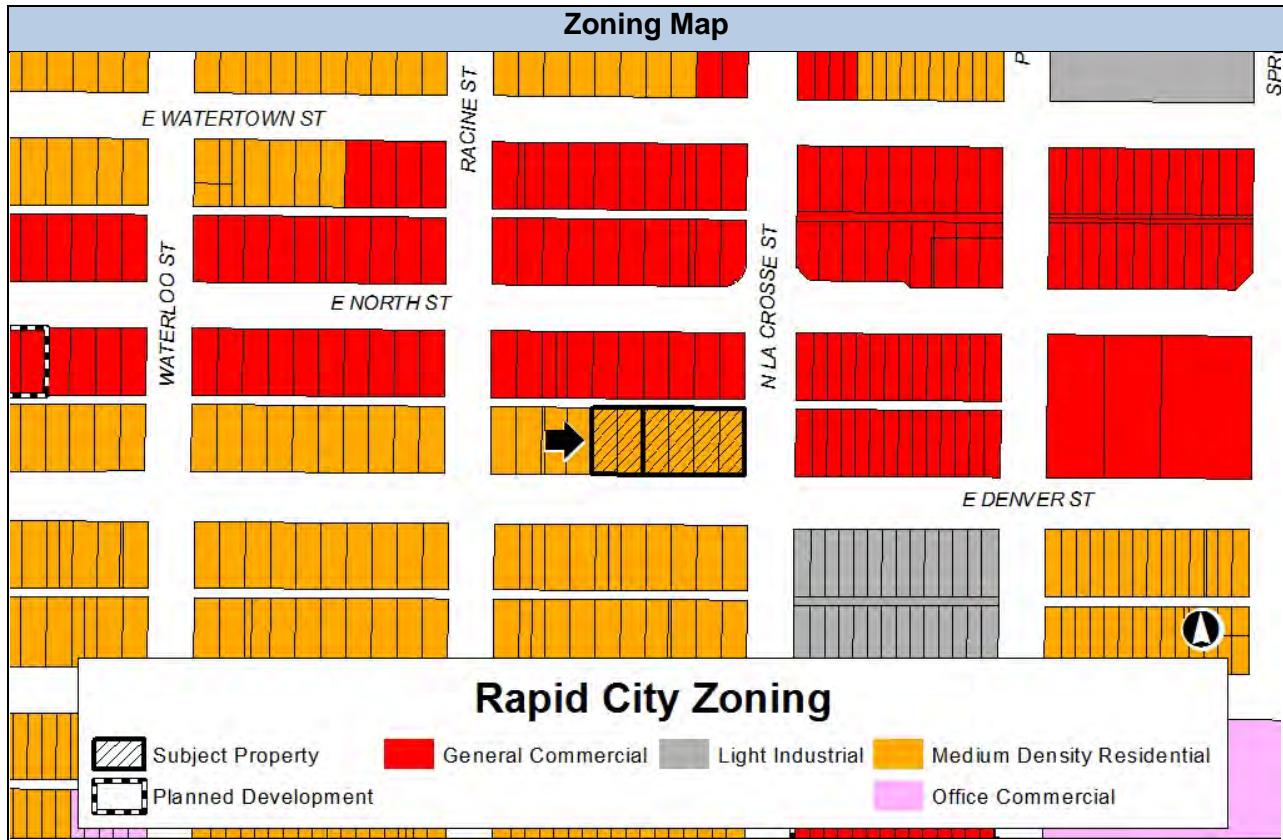 Zoning Map
P
SPR
E WATERTOWN ST
RACINE ST
WATERLOO ST
E NORTH ST
N LA CROSSE ST
E DENVER ST
Rapid City Zoning
Subject Property
General Commercial
Light Industrial
Medium Density Residential
Planned Development
Office Commercial